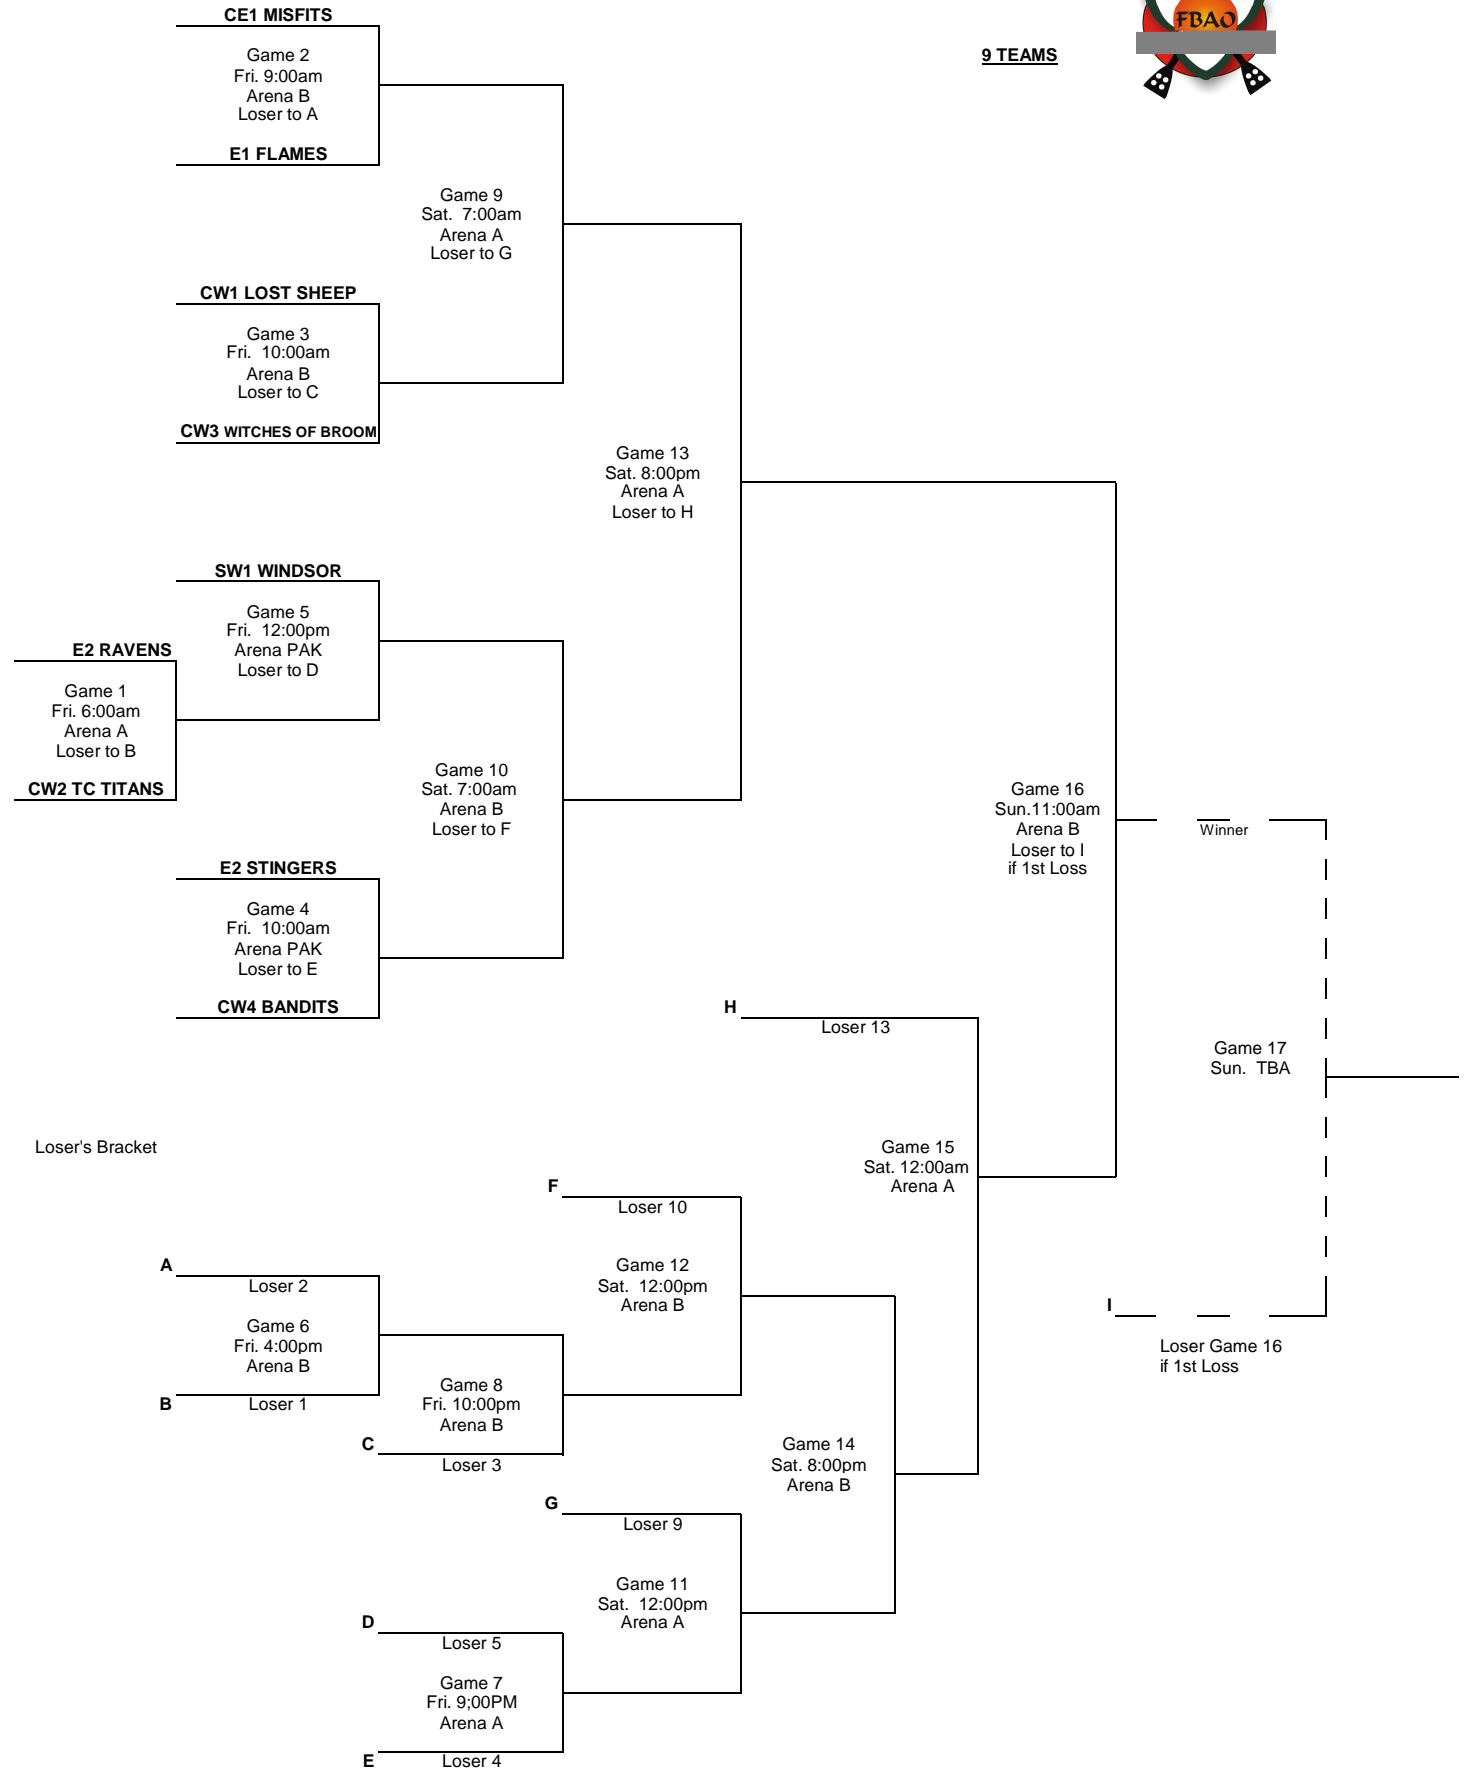 CE1 MISFITS
Game 2
Fri. 9:00am
Arena B
Loser to A
E1 FLAMES
FBAO
9 TEAMS
Game 9
Sat.  7:00am
Arena A
Loser to G
CW1 LOST SHEEP
Game 3
Fri.  10:00am
Arena B
Loser to C
CW3 WITCHES OF BROOM
Game 13
Sat. 8:00pm
Arena A
Loser to H
SW1 WINDSOR
Game 5
Fri.  12:00pm
Arena PAK
Loser to D
E2 RAVENS
Game 1
Fri. 6:00am
Arena A
Loser to B
CW2 TC TITANS
Game 10
Sat. 7:00am
Arena B
Loser to F
Game 16
Sun.11:00am
Arena B
Loser to I
if 1st Loss
Winner
E2 STINGERS
Game 4
Fri.  10:00am
Arena PAK
Loser to E
CW4 BANDITS
H
Loser 13
Game 17
Sun.  TBA
Loser's Bracket
Game 15
Sat. 12:00am
Arena A
F
Loser 10
Game 12
Sat.  12:00pm
Arena B
A
Loser 2
Game 6
Fri. 4:00pm
Arena B
B
Loser 1
I
Loser Game 16
if 1st Loss
Game 8
Fri. 10:00pm
Arena B
C
Loser 3
Game 14
Sat. 8:00pm
Arena B
G
Loser 9
Game 11
Sat.  12:00pm
Arena A
D
Loser 5
Game 7
Fri. 9;00PM
Arena A
E
Loser 4